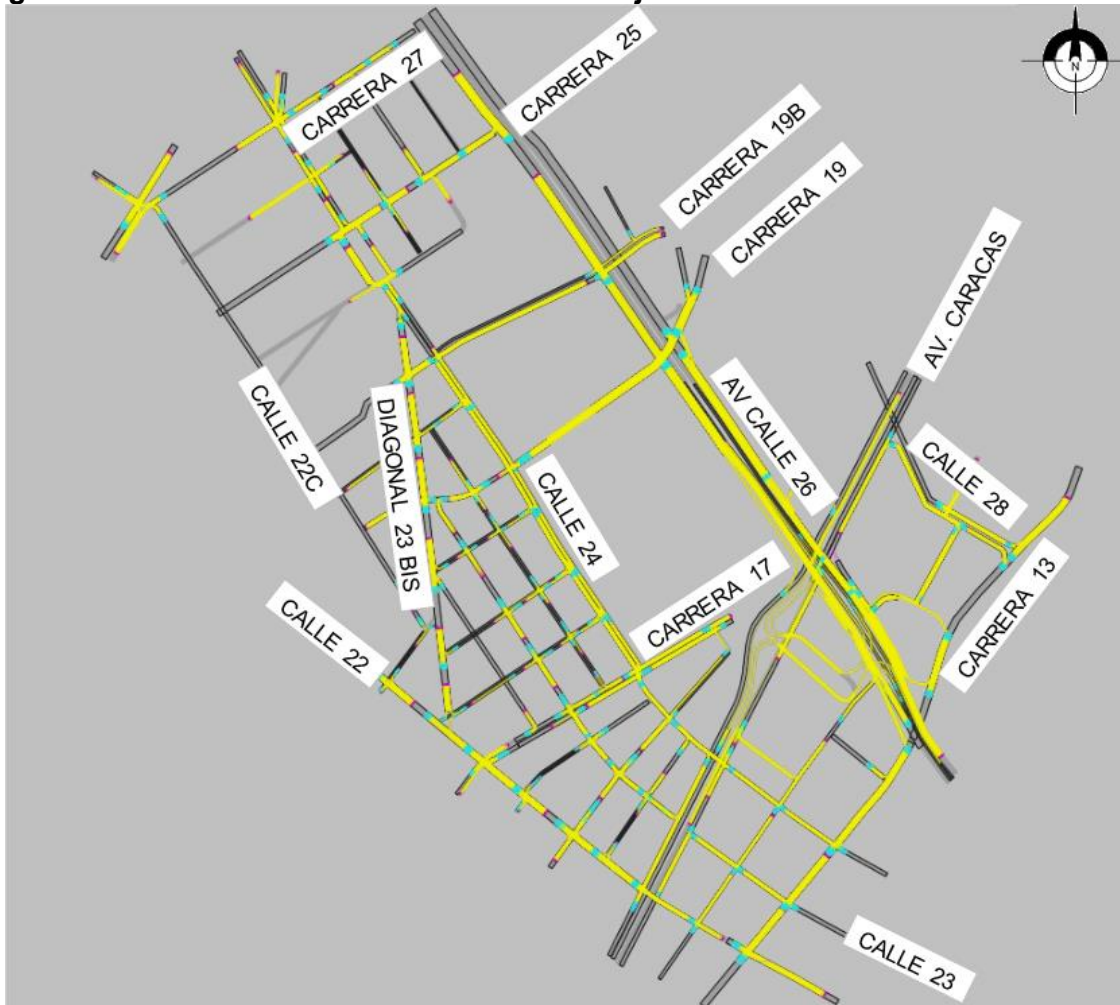 CARRERA 27
CARRERA 25
N
CARRERA 19B
CARRERA 19
AV. CARACAS
CALLE 22C
DIAGONAL 23 BIS
AV CALLE 26
CALLE 28
CALLE 24
CARRERA 17
CARRERA 13
CALLE 22
CALLE 23